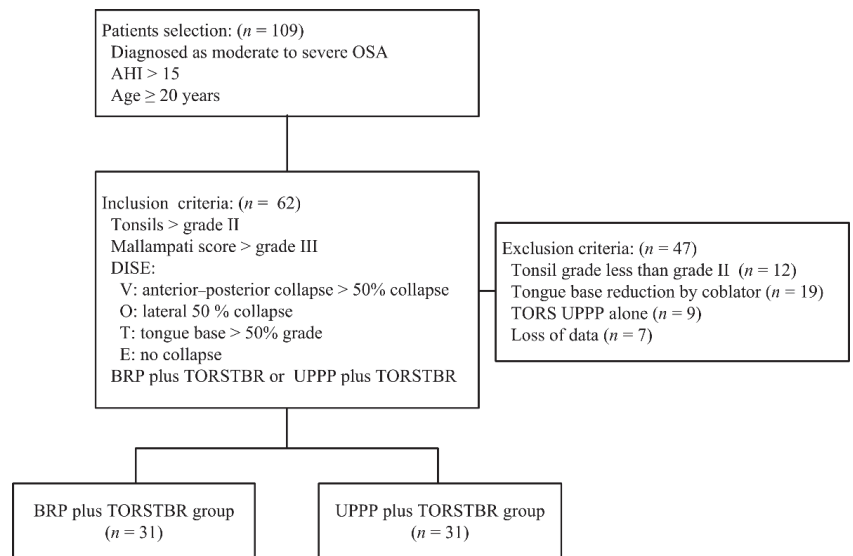 Patients selection: (n = 109)
Diagnosed as moderate to severe OSA
AHI > 15
Age ≥ 20 years
Inclusion criteria: (n = 62)
Tonsils > grade II
Mallampati score > grade III
DISE:
V: anterior–posterior collapse > 50% collapse
O: lateral 50 % collapse
T: tongue base > 50% grade
E: no collapse
BRP plus TORSTBR or UPPP plus TORSTBR
Exclusion criteria: (n = 47)
Tonsil grade less than grade II (n = 12)
Tongue base reduction by coblator (n = 19)
TORS UPPP alone (n = 9)
Loss of data (n = 7)
BRP plus TORSTBR group
(n = 31)
UPPP plus TORSTBR group
(n = 31)